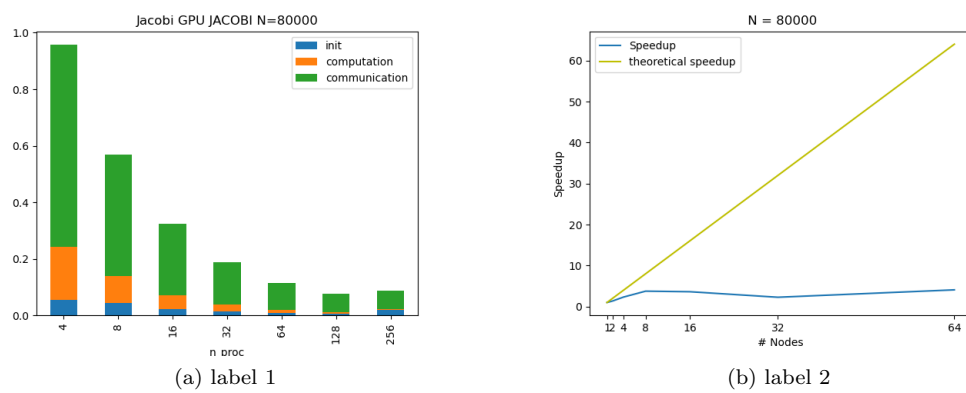 Jacobi GPU JACOBI N=80000
1.0
0.8
0.6
0.4
0.2
0.0
init
computation
communication
4 8 16 32 64 128 256
n_proc
(a) label 1
N = 80000
Speedup
theoretical speedup
60
50
40
30
20
10
0
Speedup
1 2 4 8 16 32 64
# Nodes
(b) label 2